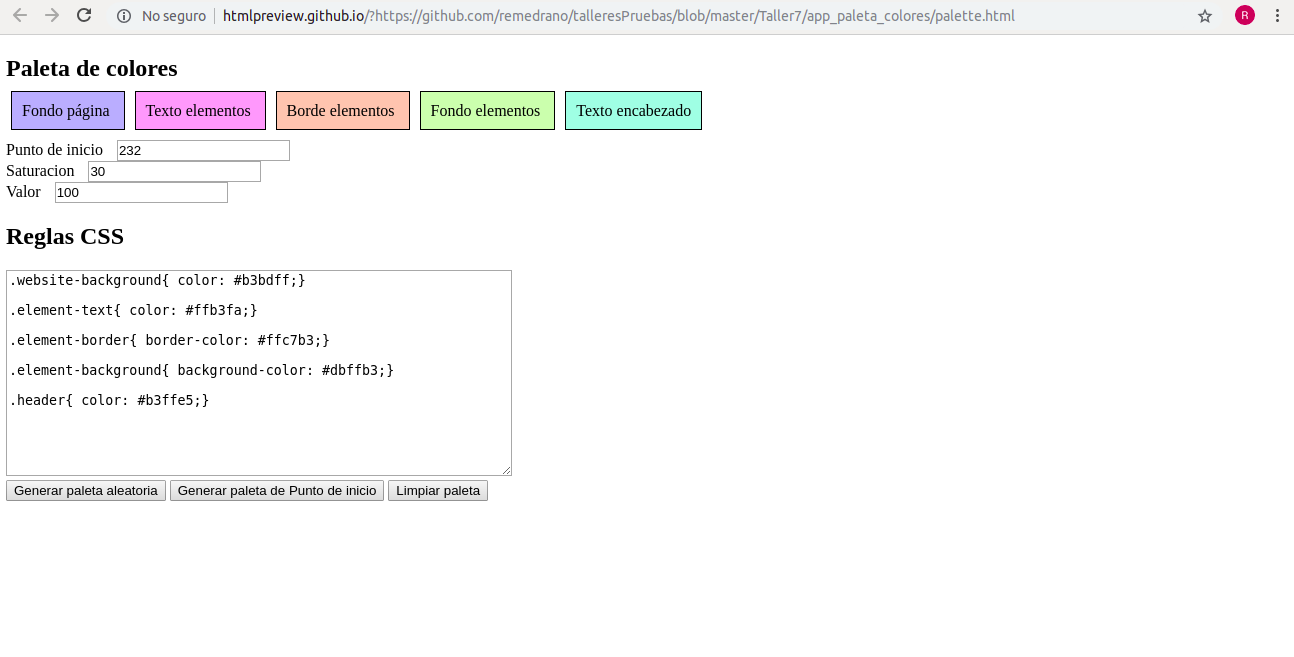 No seguro htmlpreview.github.io/?https://github.com/remedrano/talleresPruebas/blob/master/Taller7/app_paleta_colores/palette.html R
Paleta de colores
Fondo página Texto elementos Borde elementos Fondo elementos Texto encabezado
Punto de inicio 232
Saturacion 30
Valor 100
Reglas CSS
.website-background{ color: #b3bdff;}
.element-text{ color: #ffb3fa;}
.element-border{ border-color: #ffc7b3;}
.element-background{ background-color: #dbffb3;}
.header{ color: #b3ffe5;}
Generar paleta aleatoria Generar paleta de Punto de inicio Limpiar paleta